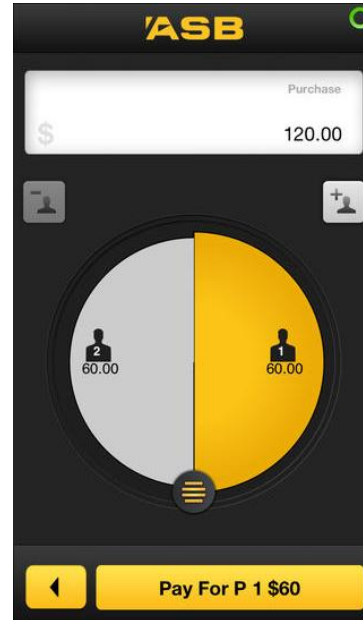 ASB
Purchase
$ 120.00
2 1
60.00 60.00
Pay For P 1 $60